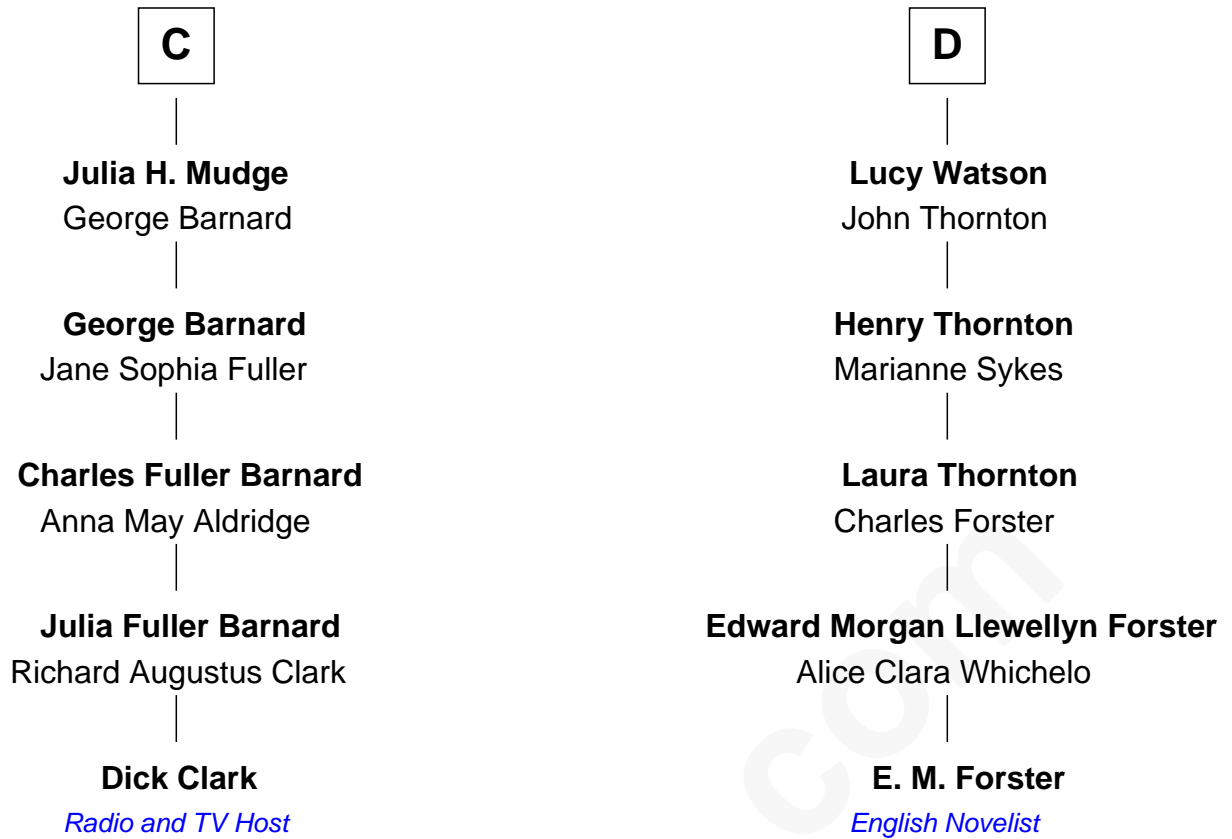 C
Julia H. Mudge
George Barnard
George Barnard
Jane Sophia Fuller
Charles Fuller Barnard
Anna May Aldridge
Julia Fuller Barnard
Richard Augustus Clark
Dick Clark
Radio and TV Host
D
Lucy Watson
John Thornton
Henry Thornton
Marianne Sykes
Laura Thornton
Charles Forster
Edward Morgan Llewellyn Forster
Alice Clara Whichelo
E. M. Forster
English Novelist
com